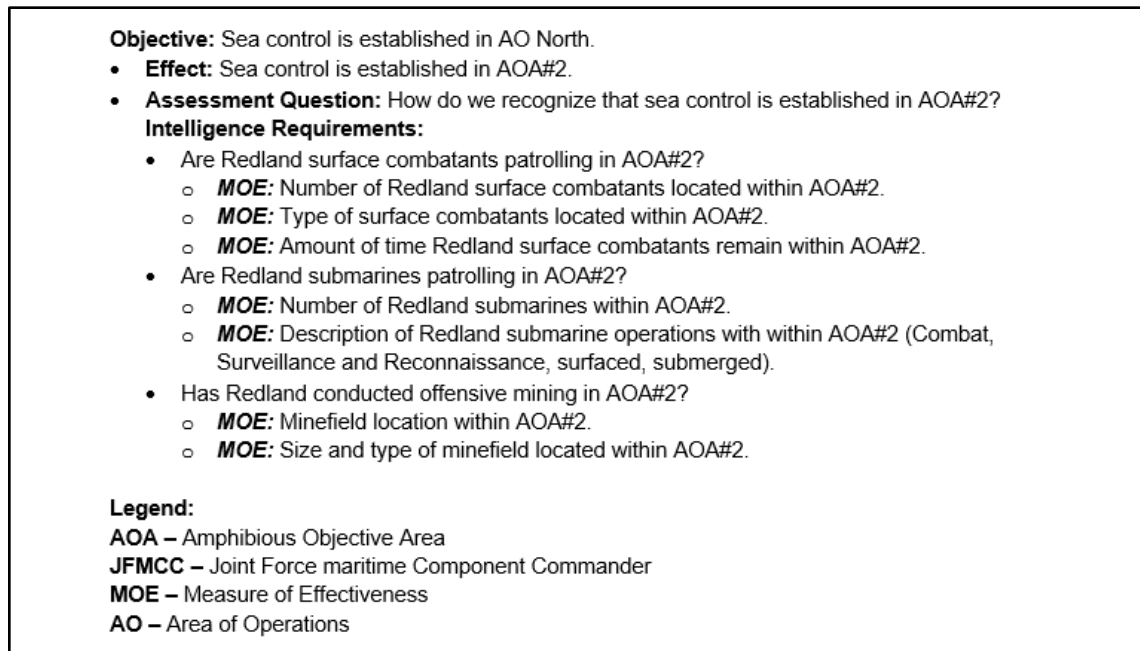 Objective: Sea control is established in AO North.
• Effect: Sea control is established in AOA#2.
• Assessment Question: How do we recognize that sea control is established in AOA#2?
Intelligence Requirements:
• Are Redland surface combatants patrolling in AOA#2?
o MOE: Number of Redland surface combatants located within AOA#2.
o MOE: Type of surface combatants located within AOA#2.
o MOE: Amount of time Redland surface combatants remain within AOA#2.
• Are Redland submarines patrolling in AOA#2?
o MOE: Number of Redland submarines within AOA#2.
o MOE: Description of Redland submarine operations with within AOA#2 (Combat,
Surveillance and Reconnaissance, surfaced, submerged).
• Has Redland conducted offensive mining in AOA#2?
o MOE: Minefield location within AOA#2.
o MOE: Size and type of minefield located within AOA#2.
Legend:
AOA – Amphibious Objective Area
JFMCC – Joint Force maritime Component Commander
MOE – Measure of Effectiveness
AO – Area of Operations